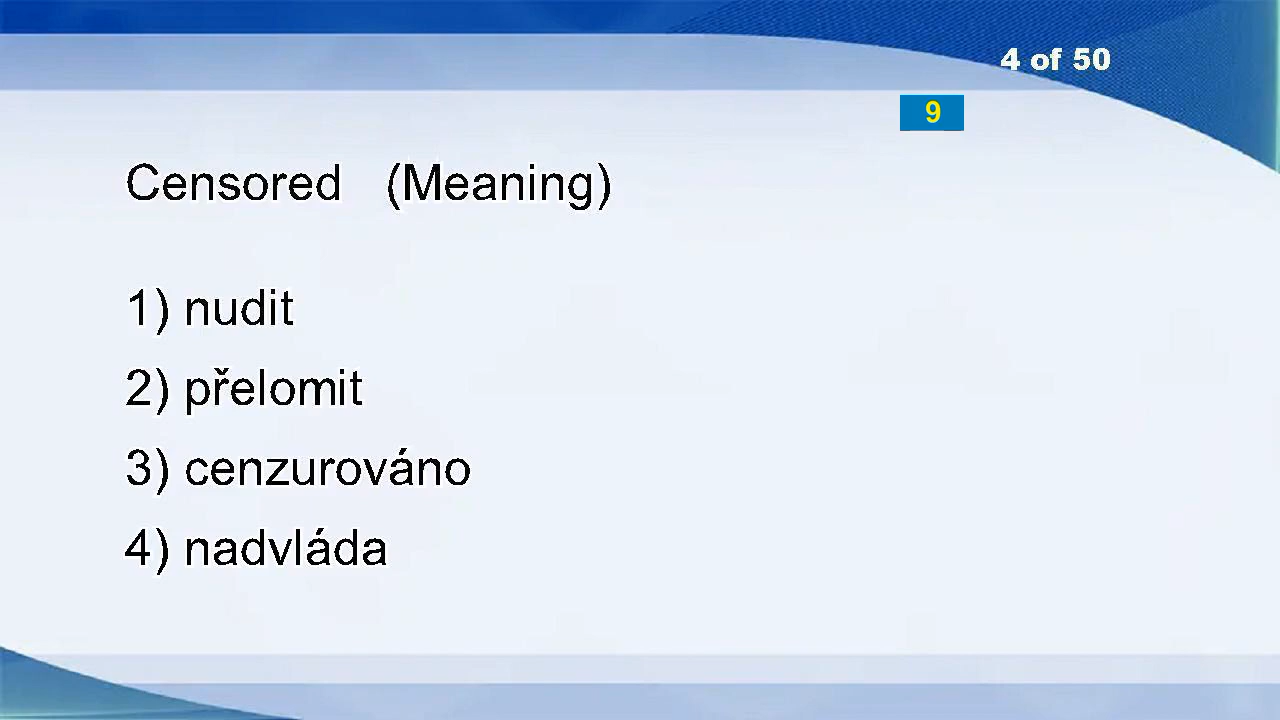 4 of 50
9
Censored (Meaning)
1) nudit
2) přelomit
3) cenzurováno
4) nadvláda